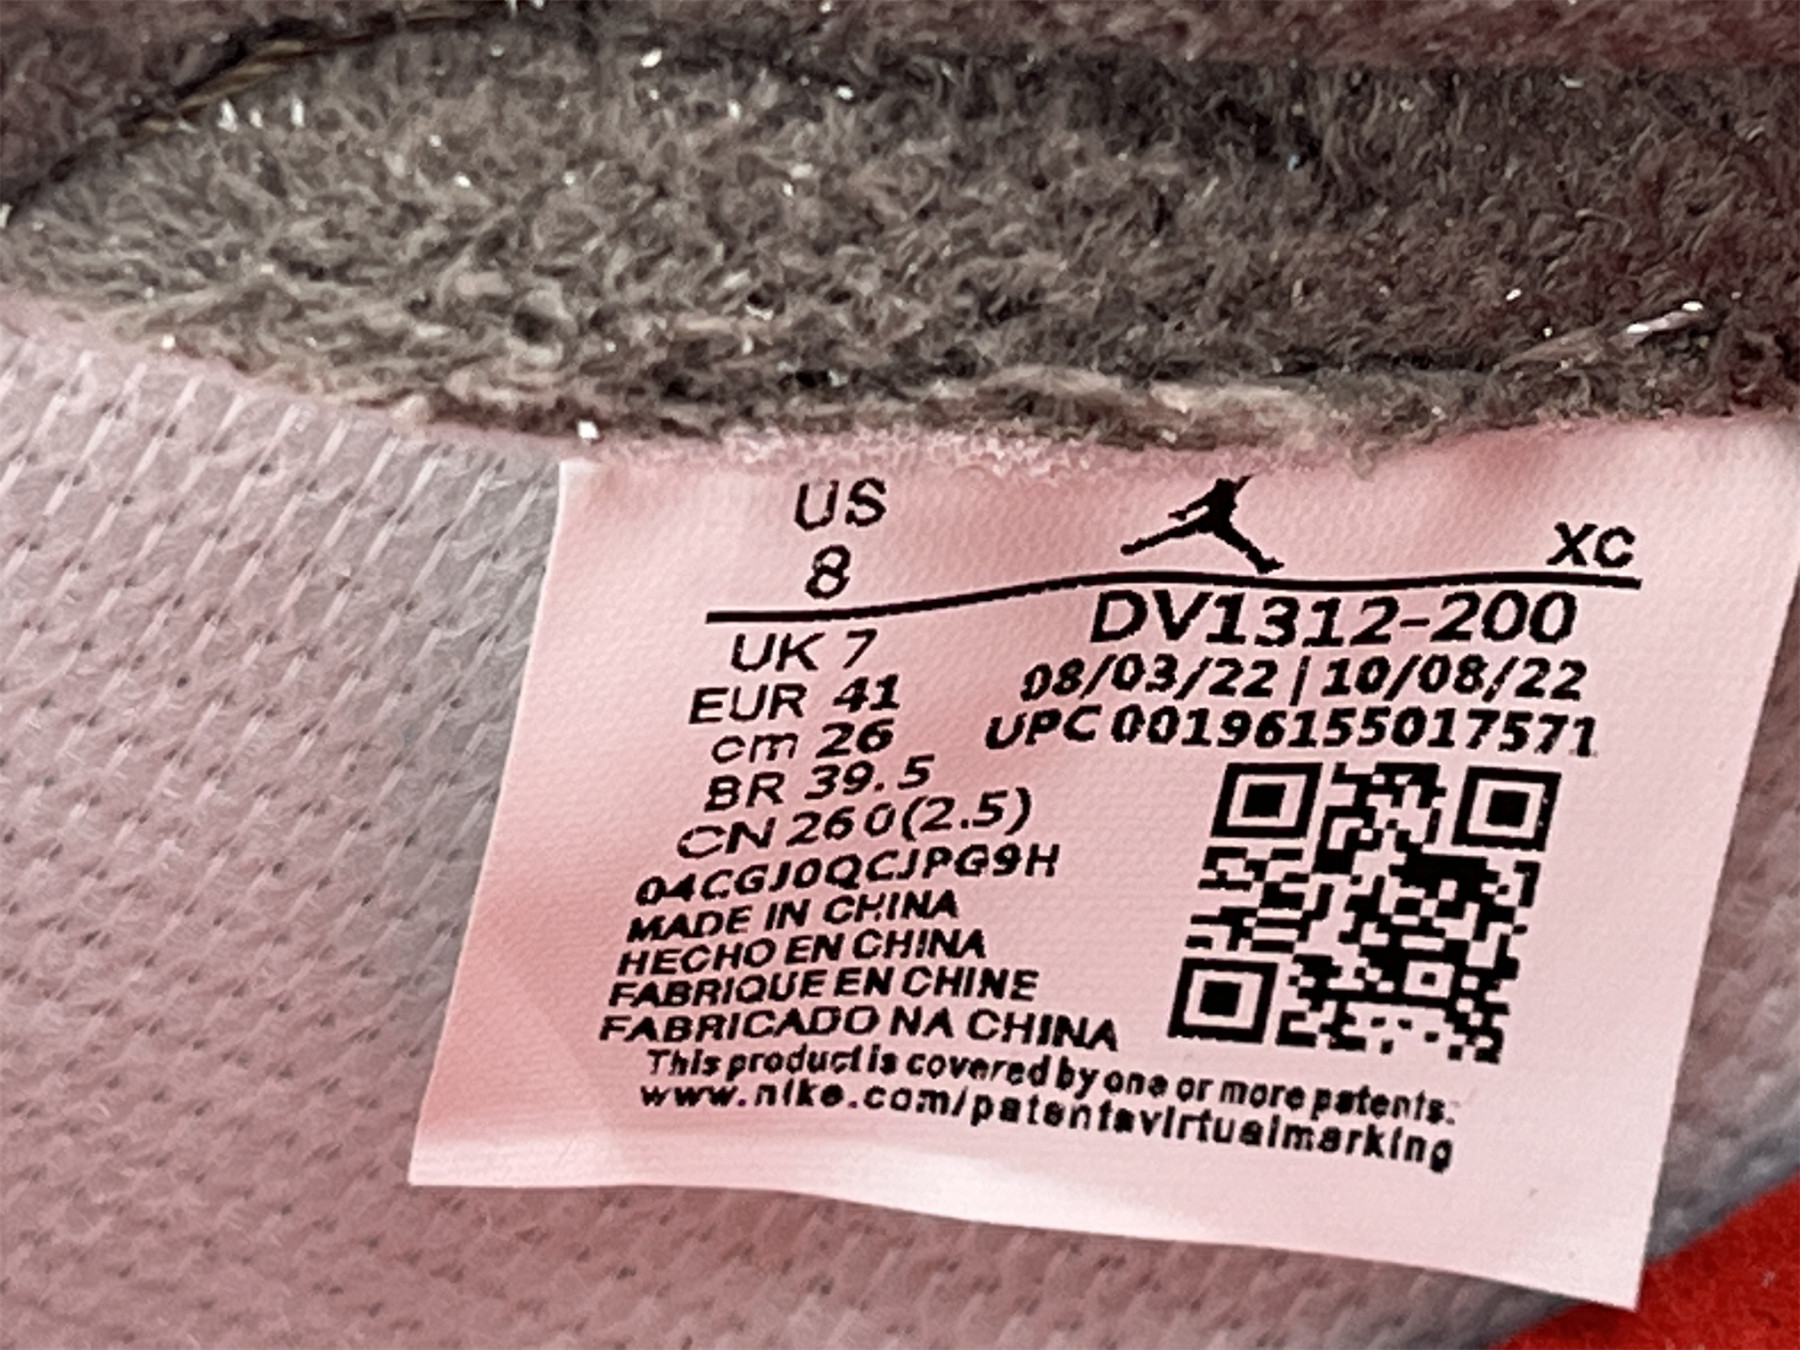 US
8
XC
UK 7
EUR 41
cm 26
BR 39.5
CN 260(2.5)
04CGJ0QCJPG9H
MADE IN CHINA
HECHO EN CHINA
FABRIQUE EN CHINE
FABRICADO NA CHINA
DV1312-200
08/03/22 | 10/08/22
UPC 00196155017571
This product is covered by one or more patents.
www.nike.com/patentsvirtualmarking